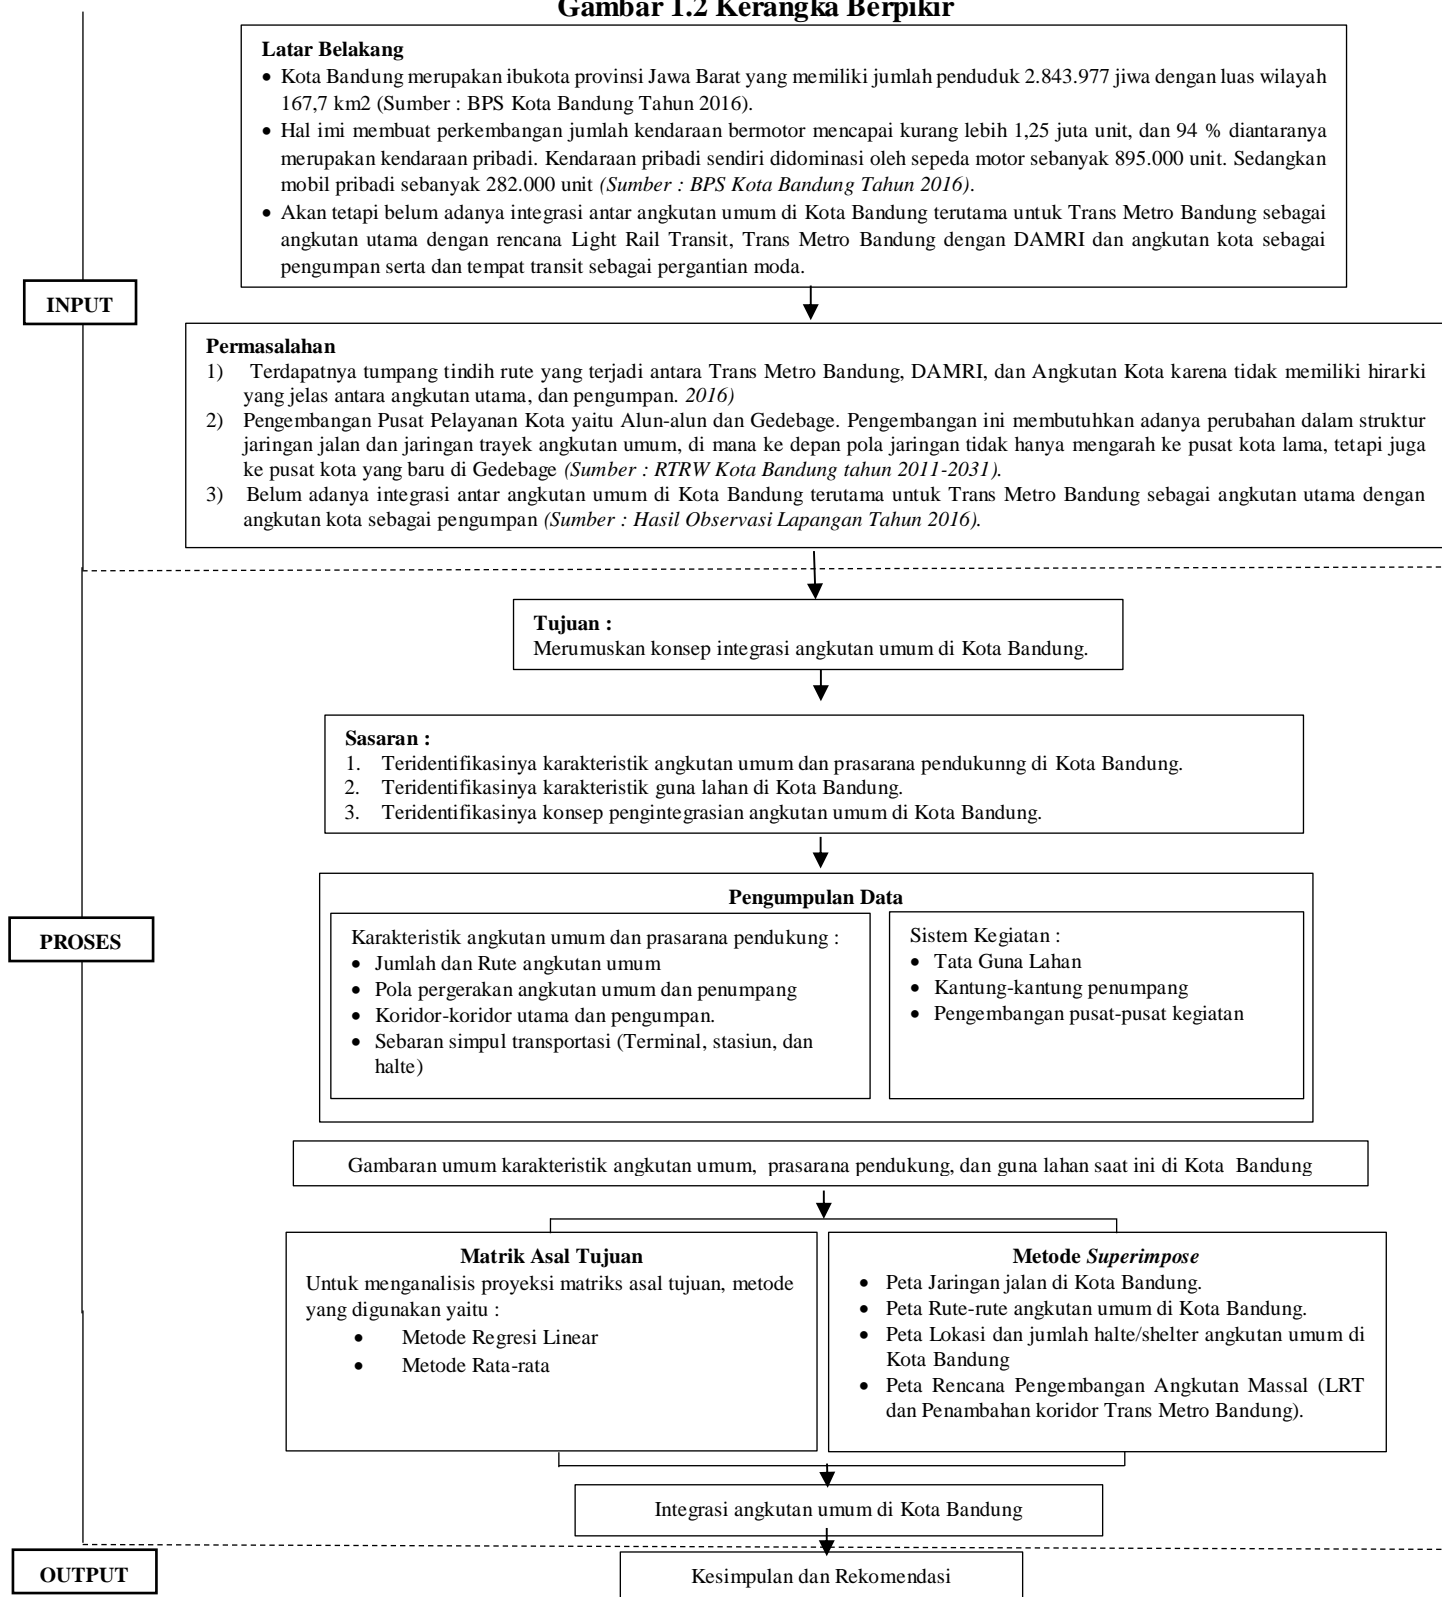 Gambar 1.2 Kerangka Berpikir
Latar Belakang
• Kota Bandung merupakan ibukota provinsi Jawa Barat yang memiliki jumlah penduduk 2.843.977 jiwa dengan luas wilayah
167,7 km2 (Sumber : BPS Kota Bandung Tahun 2016).
• Hal imi membuat perkembangan jumlah kendaraan bermotor mencapai kurang lebih 1,25 juta unit, dan 94 % diantaranya
merupakan kendaraan pribadi. Kendaraan pribadi sendiri didominasi oleh sepeda motor sebanyak 895.000 unit. Sedangkan
mobil pribadi sebanyak 282.000 unit (Sumber : BPS Kota Bandung Tahun 2016).
• Akan tetapi belum adanya integrasi antar angkutan umum di Kota Bandung terutama untuk Trans Metro Bandung sebagai
angkutan utama dengan rencana Light Rail Transit, Trans Metro Bandung dengan DAMRI dan angkutan kota sebagai
pengumpan serta dan tempat transit sebagai pergantian moda.
INPUT
Permasalahan
1) Terdapatnya tumpang tindih rute yang terjadi antara Trans Metro Bandung, DAMRI, dan Angkutan Kota karena tidak memiliki hirarki
yang jelas antara angkutan utama, dan pengumpan. 2016)
2) Pengembangan Pusat Pelayanan Kota yaitu Alun-alun dan Gedebage. Pengembangan ini membutuhkan adanya perubahan dalam struktur
jaringan jalan dan jaringan trayek angkutan umum, di mana ke depan pola jaringan tidak hanya mengarah ke pusat kota lama, tetapi juga
ke pusat kota yang baru di Gedebage (Sumber : RTRW Kota Bandung tahun 2011-2031).
3) Belum adanya integrasi antar angkutan umum di Kota Bandung terutama untuk Trans Metro Bandung sebagai angkutan utama dengan
angkutan kota sebagai pengumpan (Sumber : Hasil Observasi Lapangan Tahun 2016).
Tujuan :
Merumuskan konsep integrasi angkutan umum di Kota Bandung.
Sasaran :
1. Teridentifikasinya karakteristik angkutan umum dan prasarana pendukunng di Kota Bandung.
2. Teridentifikasinya karakteristik guna lahan di Kota Bandung.
3. Teridentifikasinya konsep pengintegrasian angkutan umum di Kota Bandung.
PROSES
Pengumpulan Data
Karakteristik angkutan umum dan prasarana pendukung :
• Jumlah dan Rute angkutan umum
• Pola pergerakan angkutan umum dan penumpang
• Koridor-koridor utama dan pengumpan.
• Sebaran simpul transportasi (Terminal, stasiun, dan
halte)
Sistem Kegiatan :
• Tata Guna Lahan
• Kantung-kantung penumpang
• Pengembangan pusat-pusat kegiatan
Gambaran umum karakteristik angkutan umum, prasarana pendukung, dan guna lahan saat ini di Kota Bandung
Matrik Asal Tujuan
Untuk menganalisis proyeksi matriks asal tujuan, metode
yang digunakan yaitu :
• Metode Regresi Linear
• Metode Rata-rata
Metode Superimpose
• Peta Jaringan jalan di Kota Bandung.
• Peta Rute-rute angkutan umum di Kota Bandung.
• Peta Lokasi dan jumlah halte/shelter angkutan umum di
Kota Bandung
• Peta Rencana Pengembangan Angkutan Massal (LRT
dan Penambahan koridor Trans Metro Bandung).
Integrasi angkutan umum di Kota Bandung
OUTPUT
Kesimpulan dan Rekomendasi